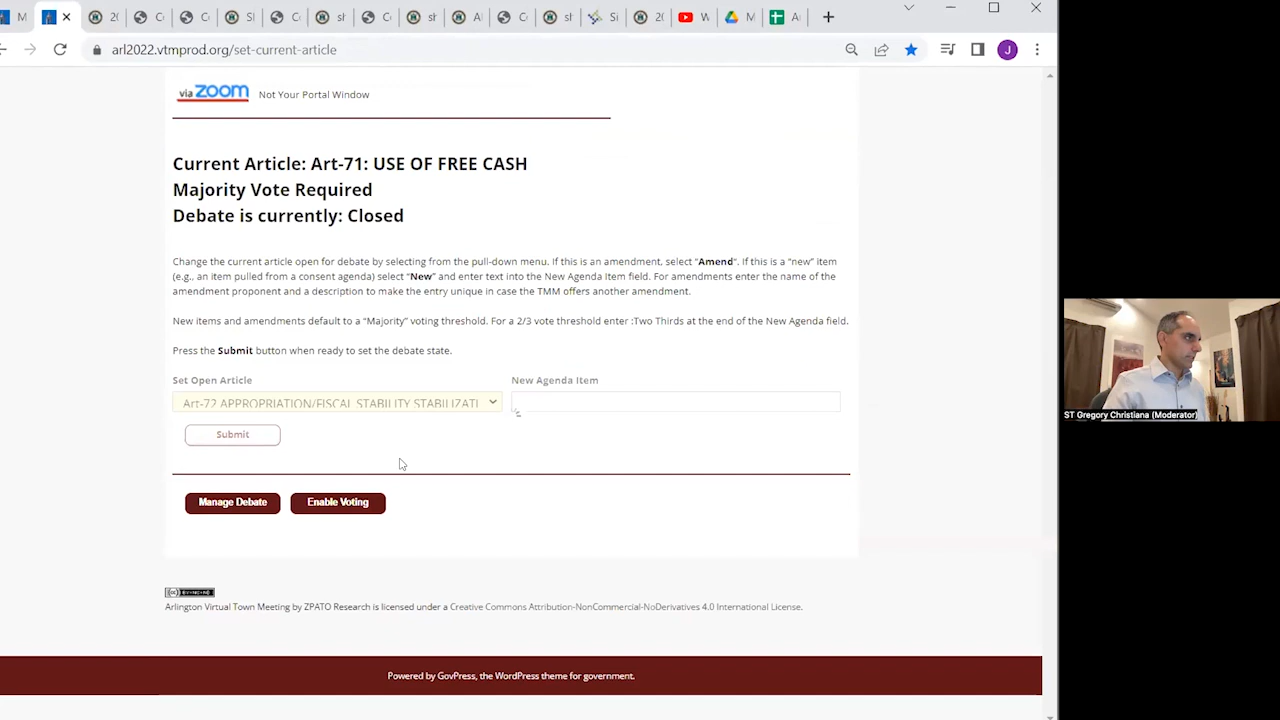 arl2022.vtmprod.org/set-current-article
via zoom Not Your Portal Window
Current Article: Art-71: USE OF FREE CASH
Majority Vote Required
Debate is currently: Closed
Change the current article open for debate by selecting from the pull-down menu. If this is an amendment, select "Amend". If this is a "new" item
(e.g., an item pulled from a consent agenda) select "New" and enter text into the New Agenda Item field. For amendments enter the name of the
amendment proponent and a description to make the entry unique in case the TMM offers another amendment.
New items and amendments default to a "Majority" voting threshold. For a 2/3 vote threshold enter :Two Thirds at the end of the New Agenda field.
Press the Submit button when ready to set the debate state.
Set Open Article New Agenda Item
Art-72 APPROPRIATION/FISCAL STABILITY STABILIZATI
Submit
Manage Debate Enable Voting
ST Gregory Christiana (Moderator)
Arlington Virtual Town Meeting by ZPATO Research is licensed under a Creative Commons Attribution-NonCommercial-NoDerivatives 4.0 International License.
Powered by GovPress, the WordPress theme for government.